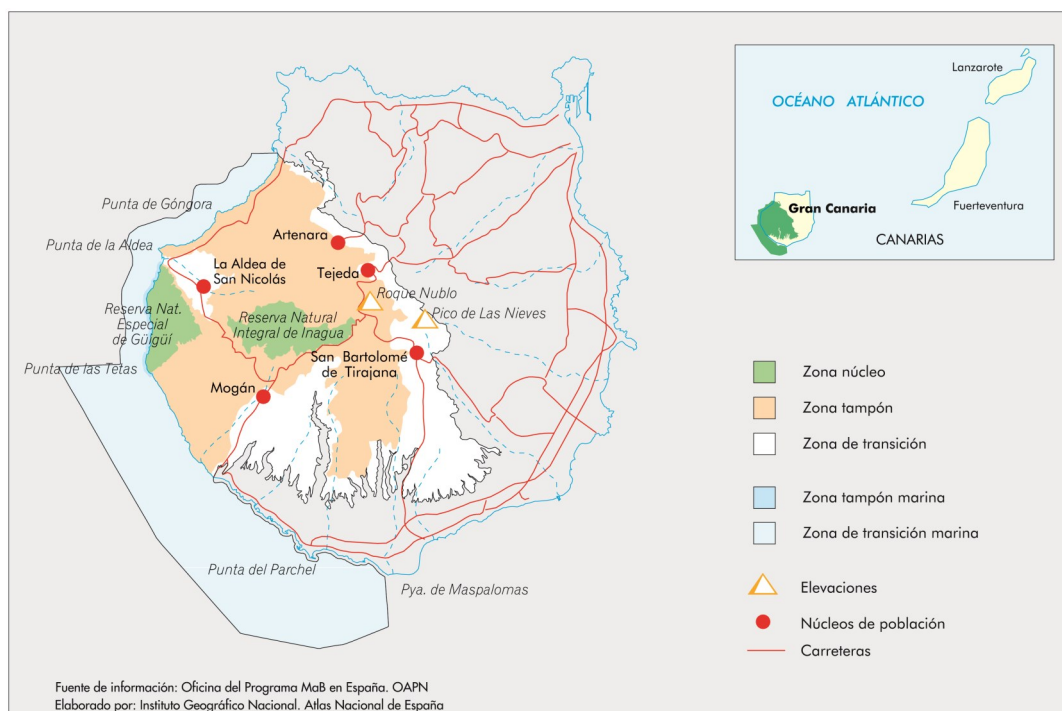 Punta de Góngora
Punta de la Aldea
Artenara
La Aldea de
San Nicolás
Tejeda
Roque Nublo
Pico de Las Nieves
Reserva Nat.
Especial
de Güigüí
Reserva Natural
Integral de Inagua
Punta de las Tetas
Mogán
San Bartolomé
de Tirajana
Punta del Parchel
Pya. de Maspalomas
OCÉANO ATLÁNTICO
Lanzarote
Fuerteventura
Gran Canaria
CANARIAS
Zona núcleo
Zona tampón
Zona de transición
Zona tampón marina
Zona de transición marina
Elevaciones
Núcleos de población
Carreteras
Fuente de información: Oficina del Programa MaB en España. OAPN
Elaborado por: Instituto Geográfico Nacional. Atlas Nacional de España